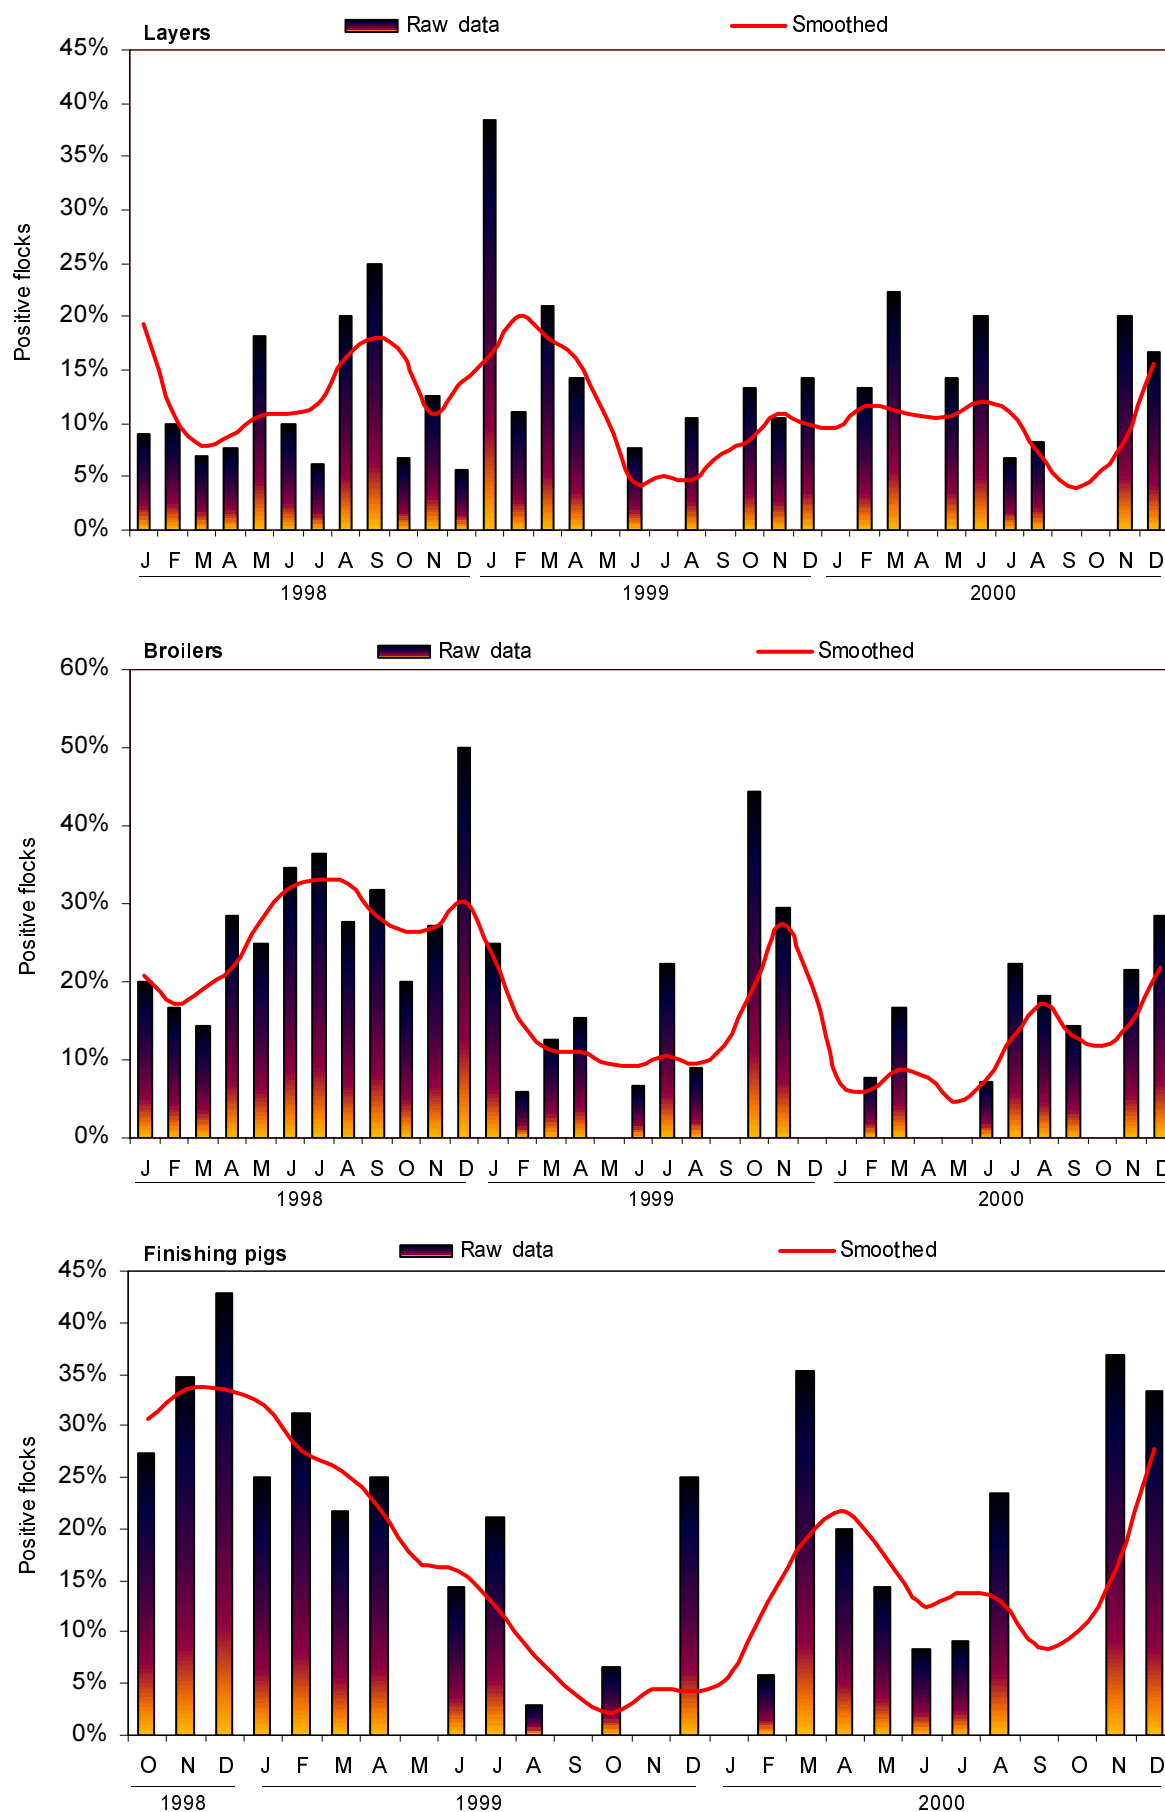 Layers Raw data Smoothed
45%
40%
35%
30%
25%
20%
15%
10%
5%
0%
Positive flocks
J F M A M J J A S O N D J F M A M J J A S O N D J F M A M J J A S O N D
1998 1999 2000
Broilers Raw data Smoothed
60%
50%
40%
30%
20%
10%
0%
Positive flocks
J F M A M J J A S O N D J F M A M J J A S O N D J F M A M J J A S O N D
1998 1999 2000
Finishing pigs Raw data Smoothed
45%
40%
35%
30%
25%
20%
15%
10%
5%
0%
Positive flocks
O N D J F M A M J J A S O N D J F M A M J J A S O N D
1998 1999 2000